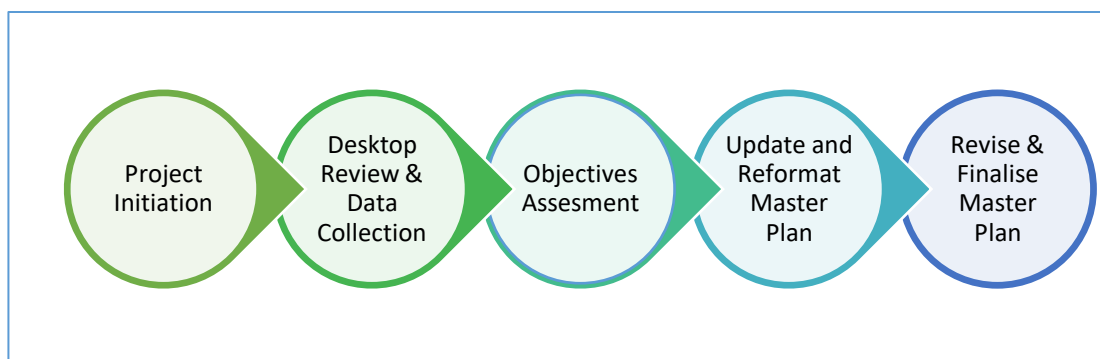 Project
Initiation
Desktop
Review &
Data
Collection
Objectives
Assesment
Update and
Reformat
Master
Plan
Revise &
Finalise
Master
Plan